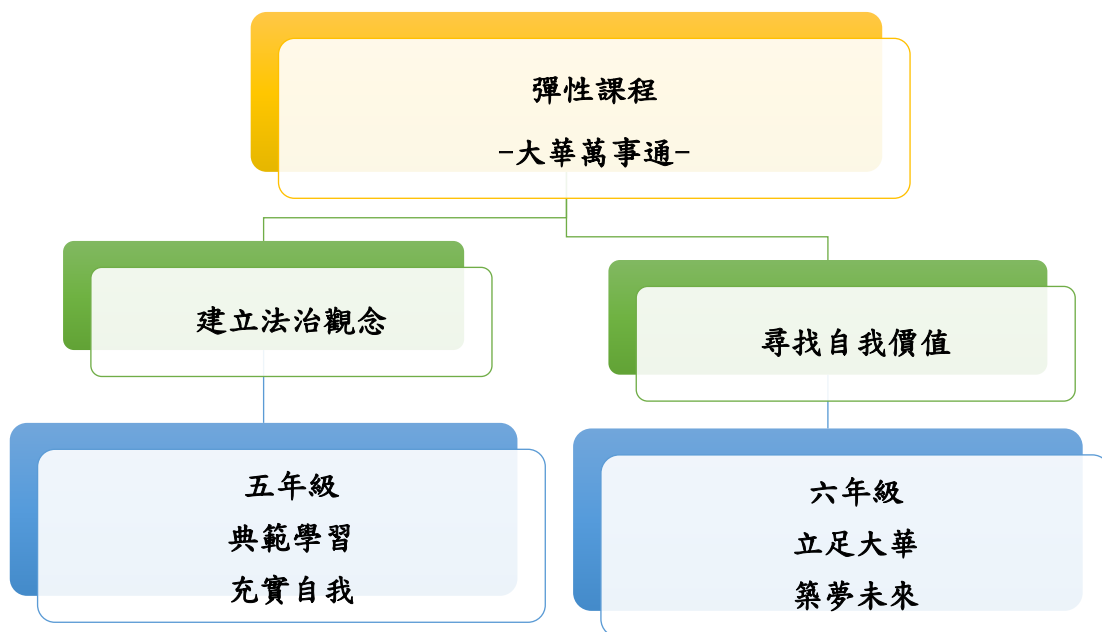 彈性課程
-大華萬事通-
建立法治觀念
尋找自我價值
五年級
典範學習
充實自我
六年級
立足大華
築夢未來